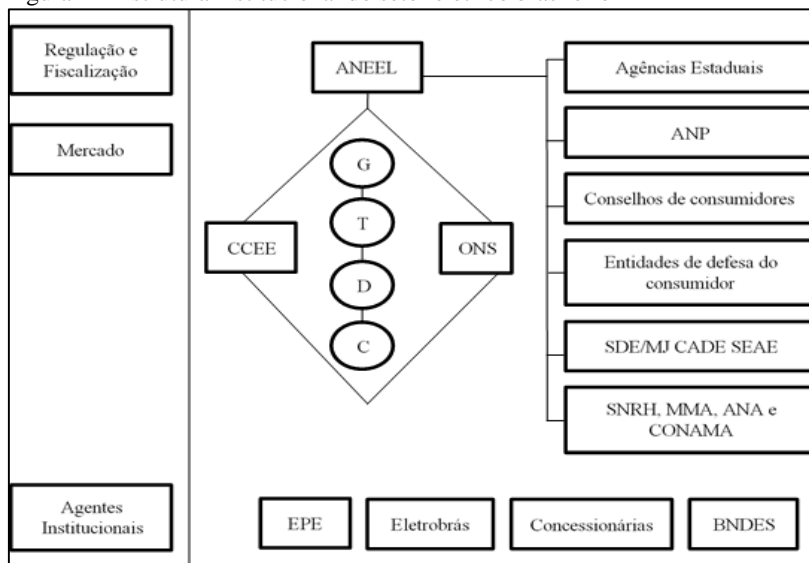 Regulação e
Fiscalização
ANEEL
Agências Estaduais
Mercado
ANP
G
Conselhos de consumidores
T
CCEE
ONS
Entidades de defesa do
consumidor
D
C
SDE/MJ CADE SEAE
SNRH, MMA, ANA e
CONAMA
Agentes
Institucionais
EPE
Eletrobrás
Concessionárias
BNDES